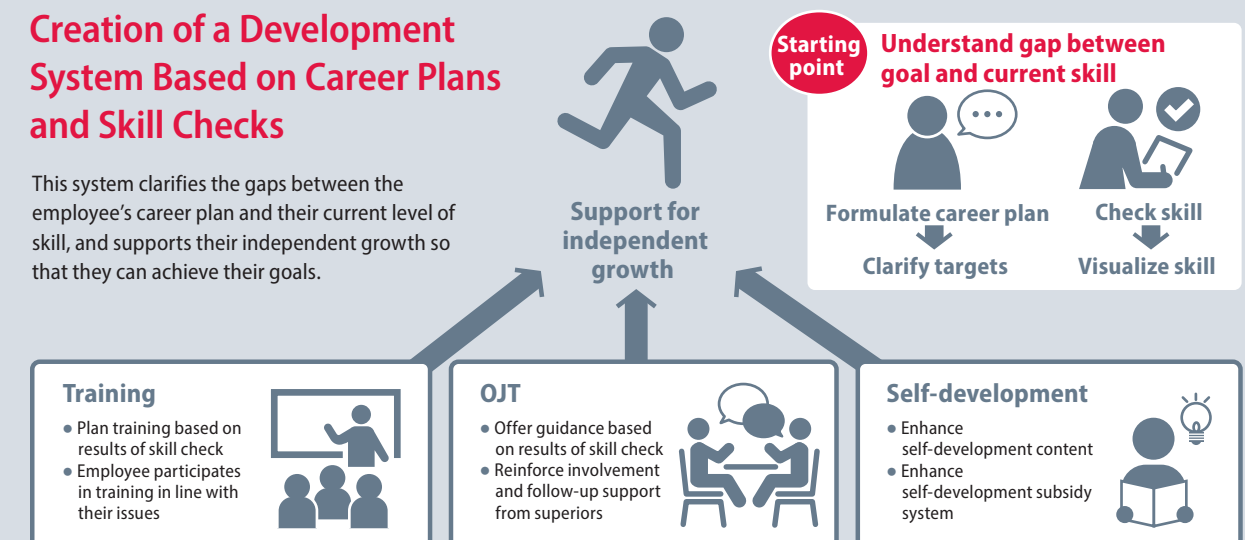 Creation of a Development
System Based on Career Plans
and Skill Checks
This system clarifies the gaps between the
employee’s career plan and their current level of
skill, and supports their independent growth so
that they can achieve their goals.
Support for
independent
growth
Starting
point
Understand gap between
goal and current skill
Formulate career plan
Clarify targets
Check skill
Visualize skill
Training
● Plan training based on
results of skill check
● Employee participates
in training in line with
their issues
OJT
● Offer guidance based
on results of skill check
● Reinforce involvement
and follow-up support
from superiors
Self-development
● Enhance
self-development content
● Enhance
self-development subsidy
system